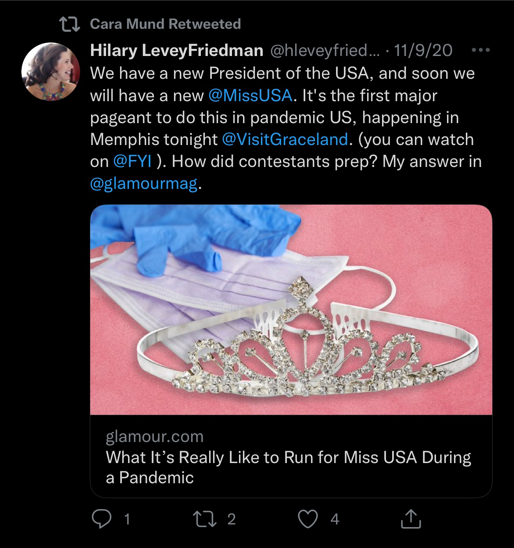 Cara Mund Retweeted
Hilary LeveyFriedman @hleveyfried... · 11/9/20
We have a new President of the USA, and soon we
will have a new @MissUSA. It's the first major
pageant to do this in pandemic US, happening in
Memphis tonight @VisitGraceland. (you can watch
on @FYI ). How did contestants prep? My answer in
@glamourmag.
glamour.com
What It's Really Like to Run for Miss USA During
a Pandemic
1 2 4